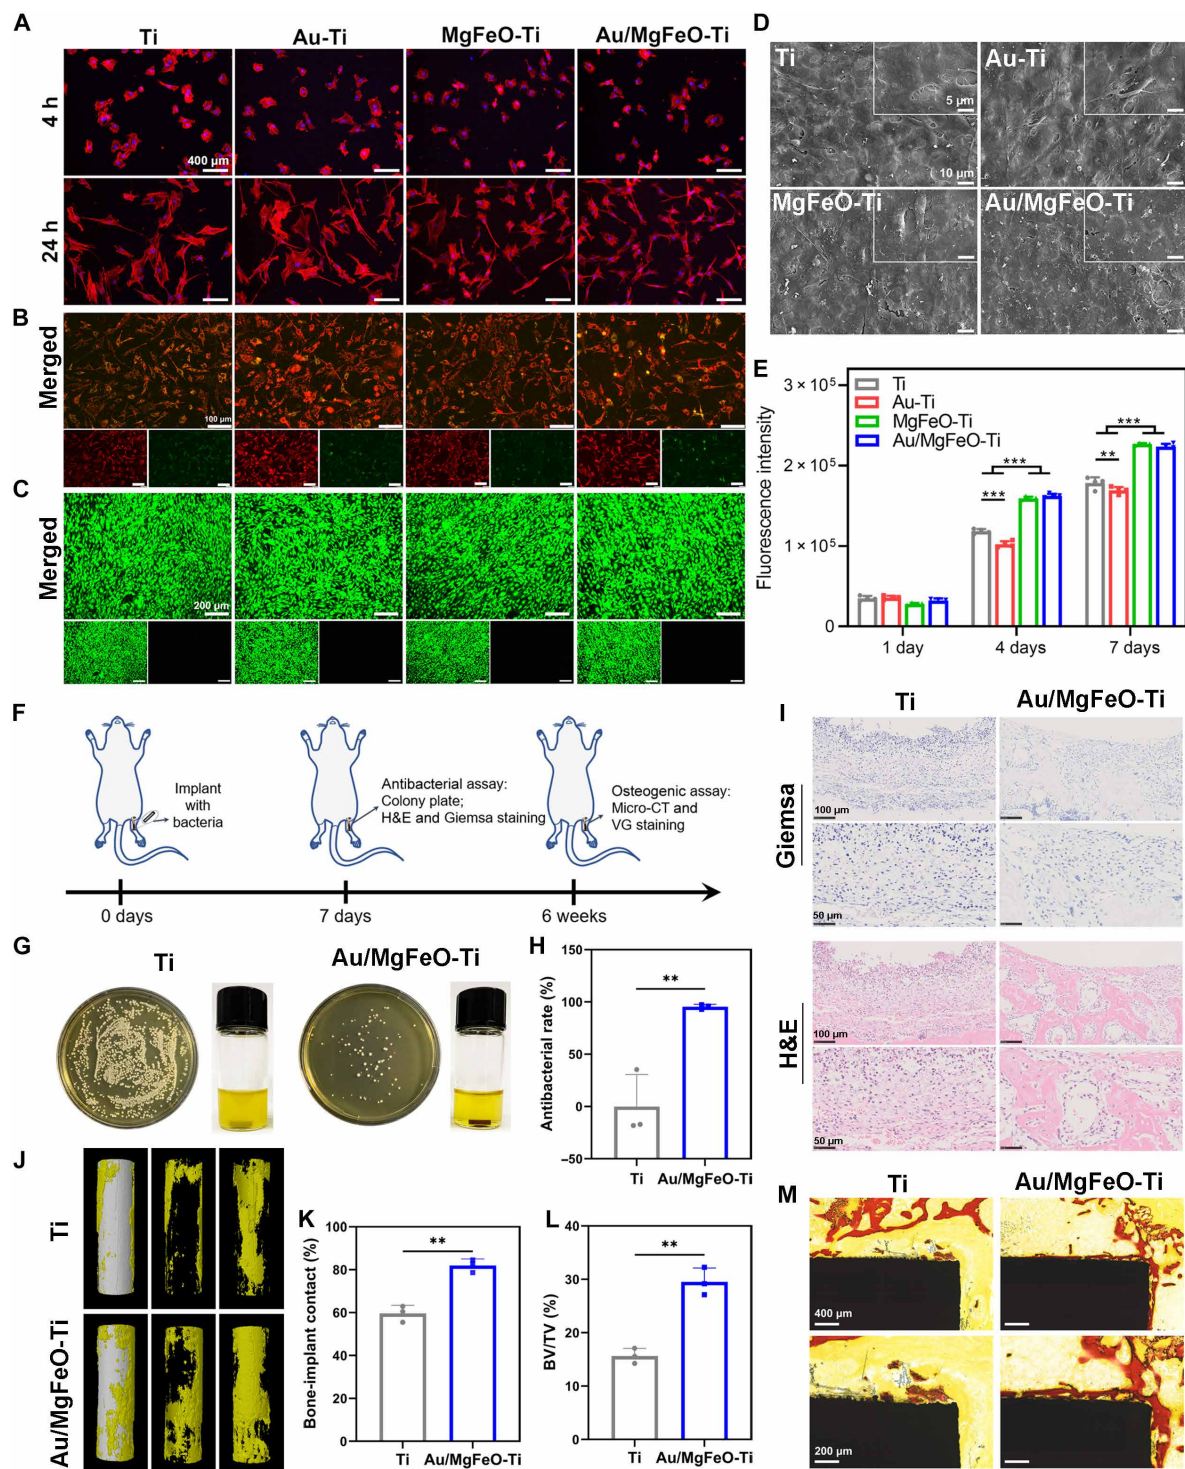 A
Ti
Au-Ti
MgFeO-Ti
Au/MgFeO-Ti
4 h
400 µm
24 h
B
Merged
100 µm
C
Merged
200 µm
D
Ti
Au-Ti
5 µm
10 µm
MgFeO-Ti
Au/MgFeO-Ti
E
Fluorescence intensity
3 × 10⁵
2 × 10⁵
1 × 10⁵
0
Ti
Au-Ti
MgFeO-Ti
Au/MgFeO-Ti
***
***
***
**
1 day
4 days
7 days
F
Implant
with
bacteria
Antibacterial assay:
Colony plate;
H&E and Giemsa staining
Osteogenic assay:
Micro-CT and
VG staining
0 days
7 days
6 weeks
G
Ti
Au/MgFeO-Ti
H
Antibacterial rate (%)
150
100
50
0
−50
**
Ti
Au/MgFeO-Ti
I
Ti
Au/MgFeO-Ti
Giemsa
100 µm
50 µm
H&E
100 µm
50 µm
J
Ti
Au/MgFeO-Ti
K
Bone-implant contact (%)
100
80
60
40
20
0
**
Ti
Au/MgFeO-Ti
L
BV/TV (%)
40
30
20
10
0
**
Ti
Au/MgFeO-Ti
M
Ti
Au/MgFeO-Ti
400 µm
200 µm